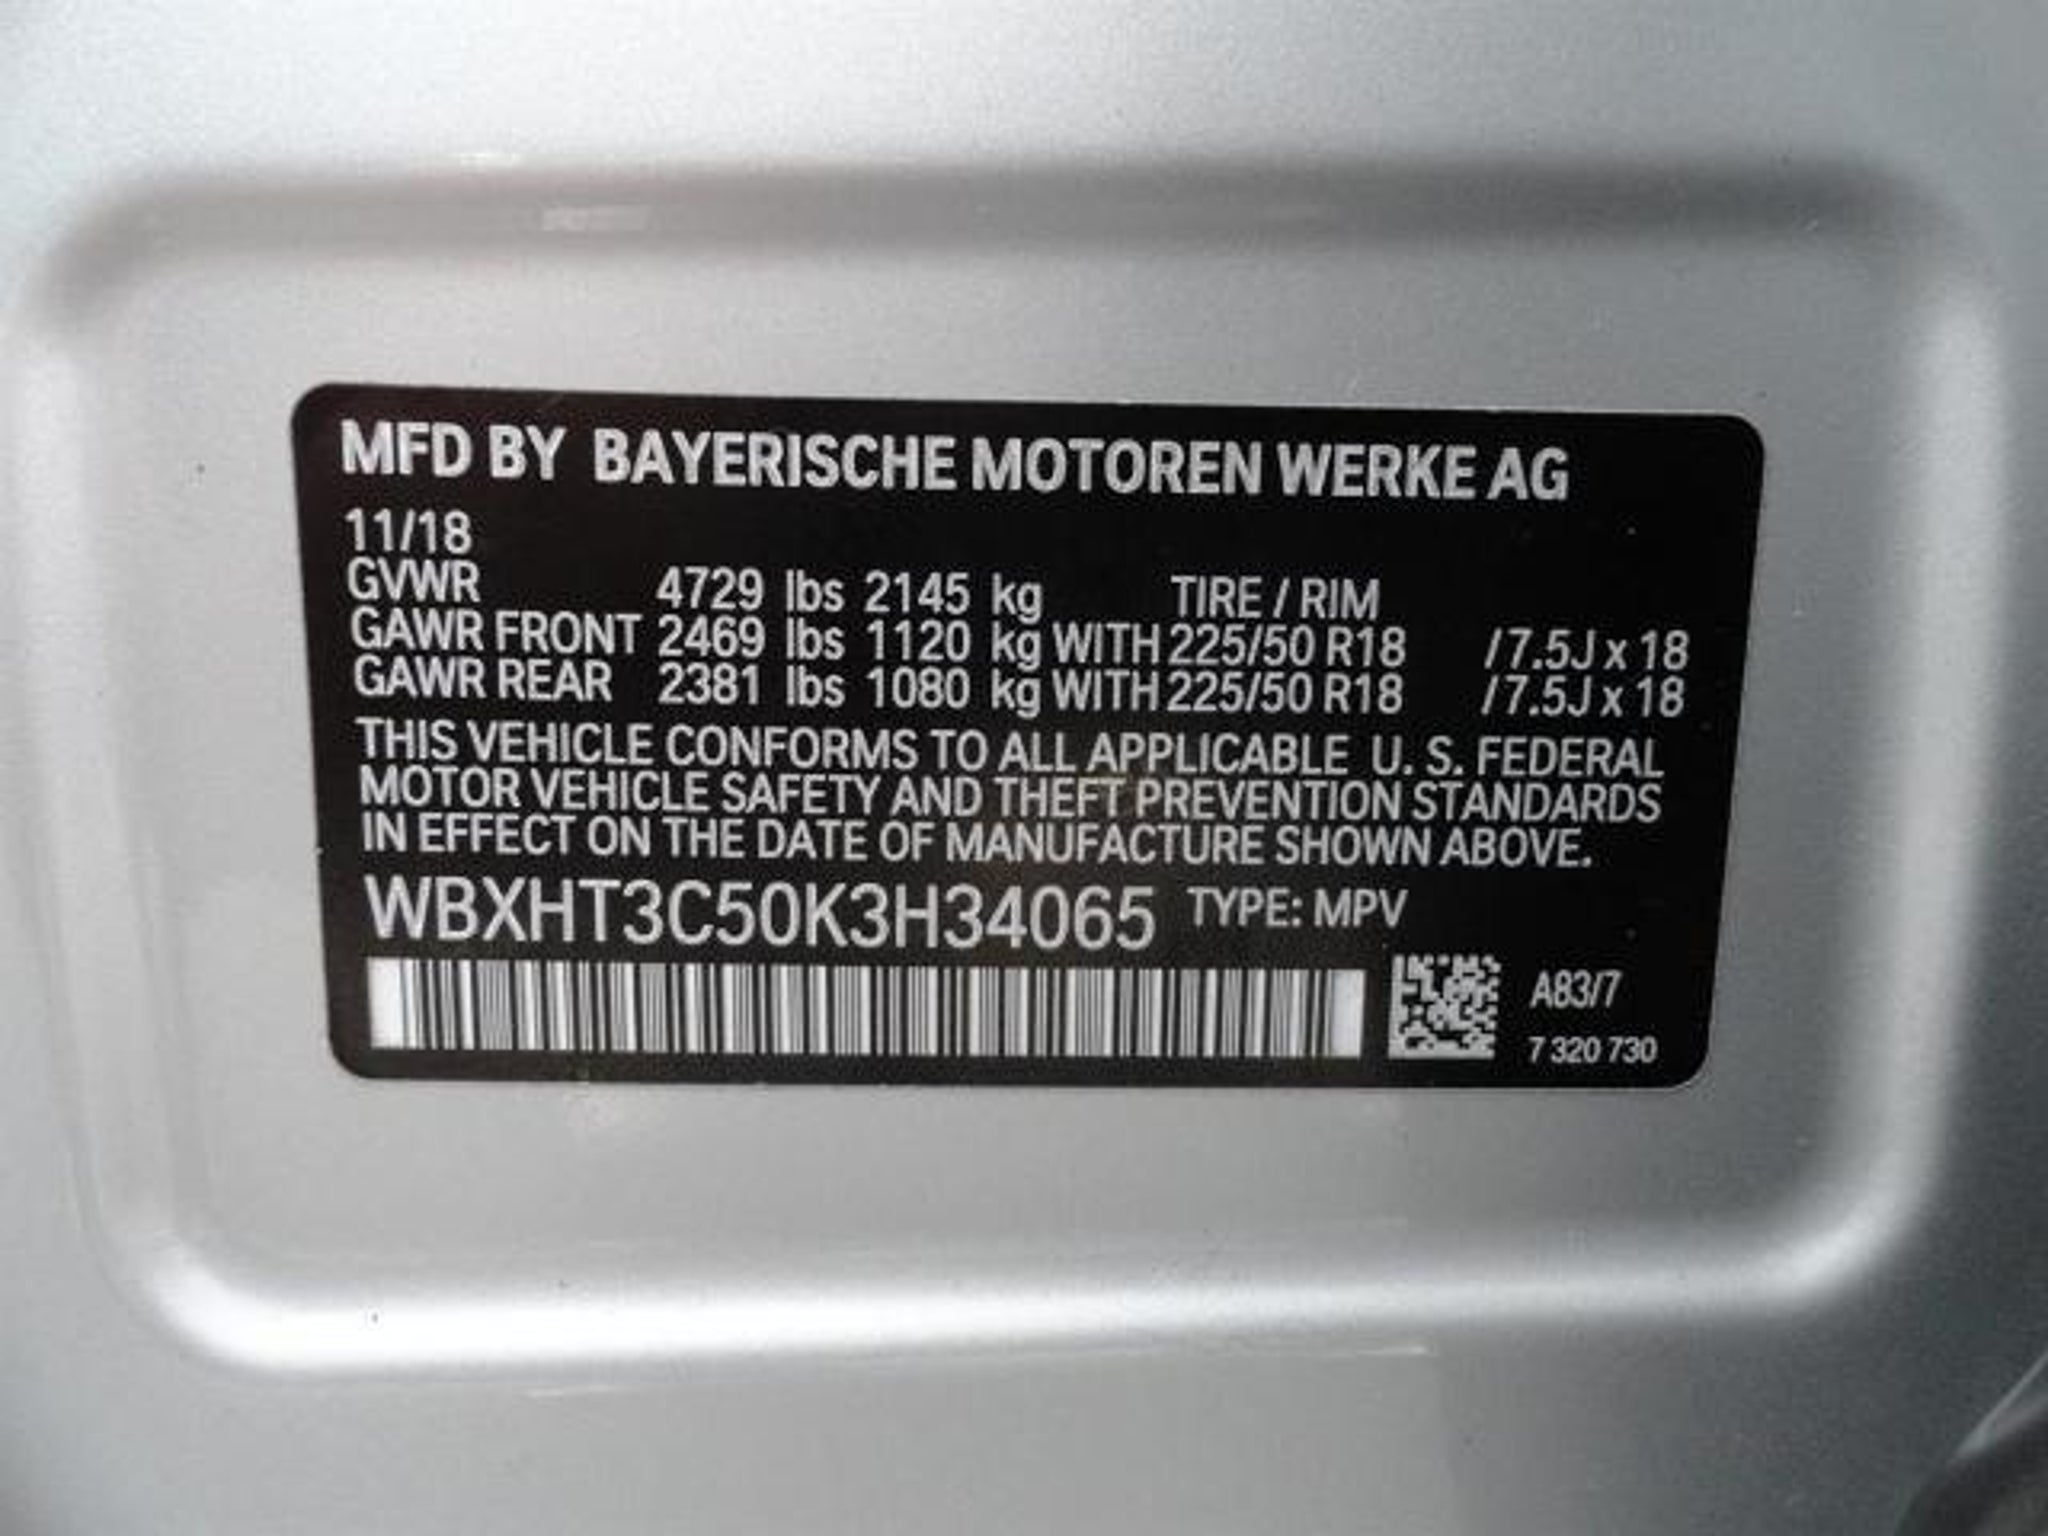 MFD BY BAYERISCHE MOTOREN WERKE AG
11/18
GVWR 4729 lbs 2145 kg TIRE / RIM
GAWR FRONT 2469 lbs 1120 kg WITH 225/50 R18 /7.5J x 18
GAWR REAR 2381 lbs 1080 kg WITH 225/50 R18 /7.5J x 18
THIS VEHICLE CONFORMS TO ALL APPLICABLE U. S. FEDERAL
MOTOR VEHICLE SAFETY AND THEFT PREVENTION STANDARDS
IN EFFECT ON THE DATE OF MANUFACTURE SHOWN ABOVE.
WBXHT3C50K3H34065 TYPE: MPV
A83/7
7 320 730